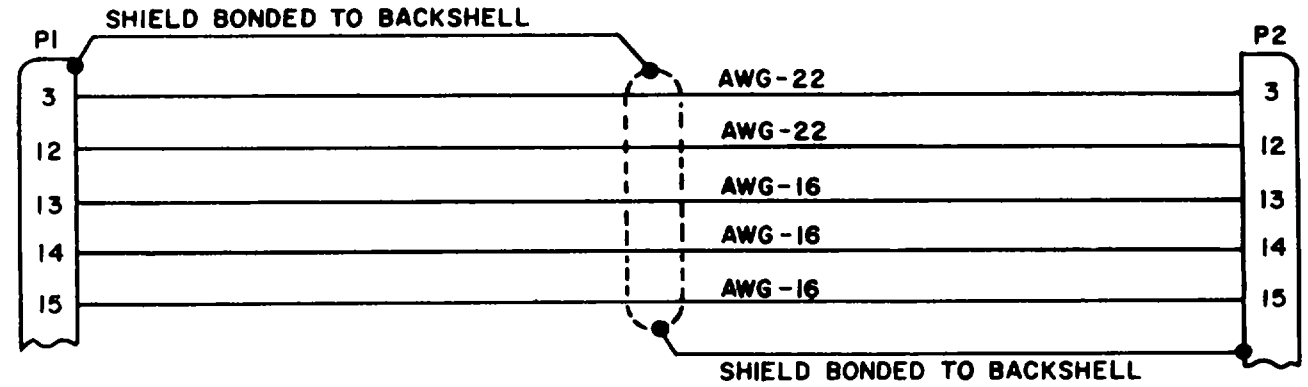 SHIELD BONDED TO BACKSHELL
P1 P2
3 AWG-22 3
12 AWG-22 12
13 AWG-16 13
14 AWG-16 14
15 AWG-16 15
SHIELD BONDED TO BACKSHELL